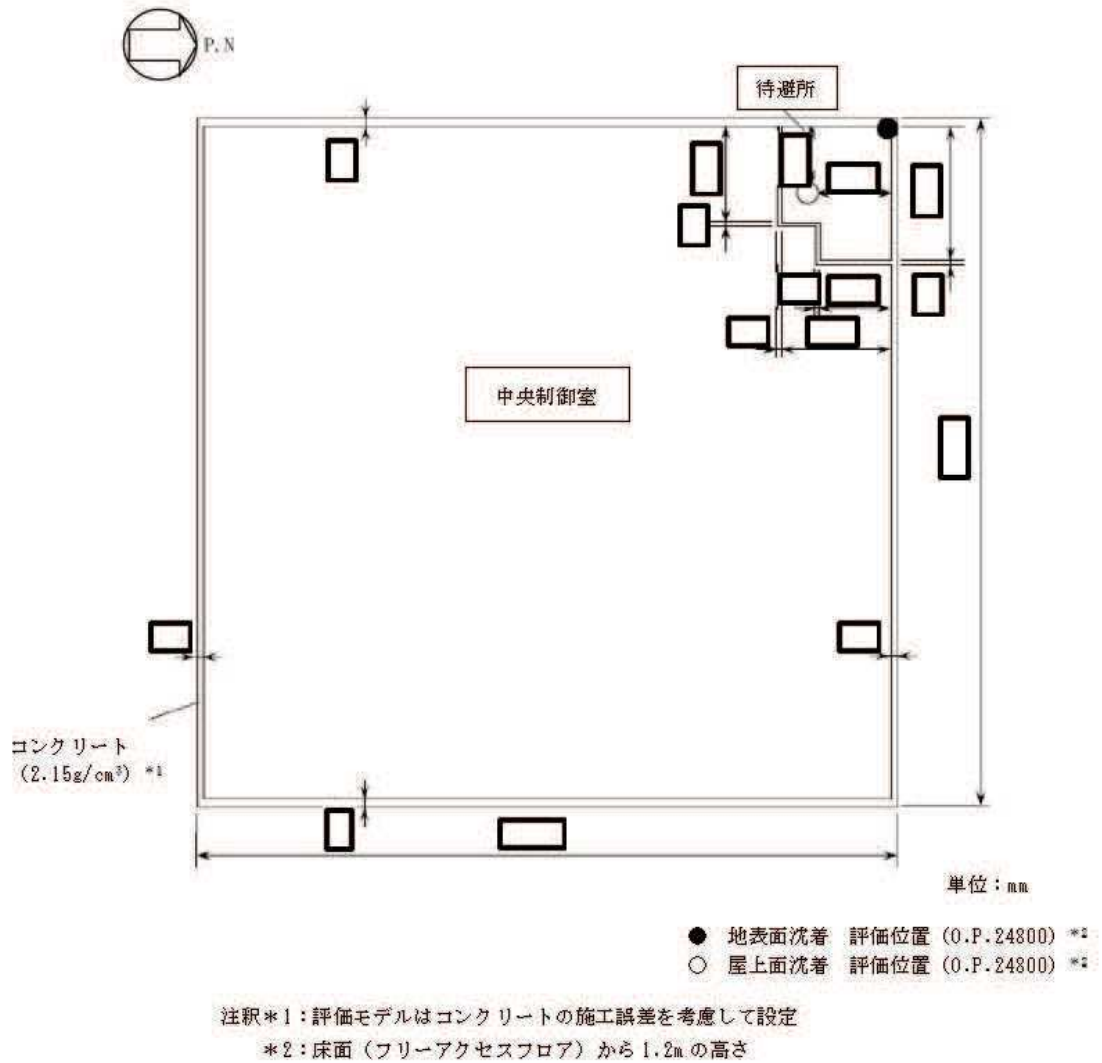 P.N
待避所
中央制御室
コンクリート
(2.15g/cm³) *1
単位：mm
● 地表面沈着 評価位置 (O.P.24800) *2
○ 屋上面沈着 評価位置 (O.P.24800) *2
注釈*1：評価モデルはコンクリートの施工誤差を考慮して設定
*2：床面（フリーアクセスフロア）から1.2mの高さ